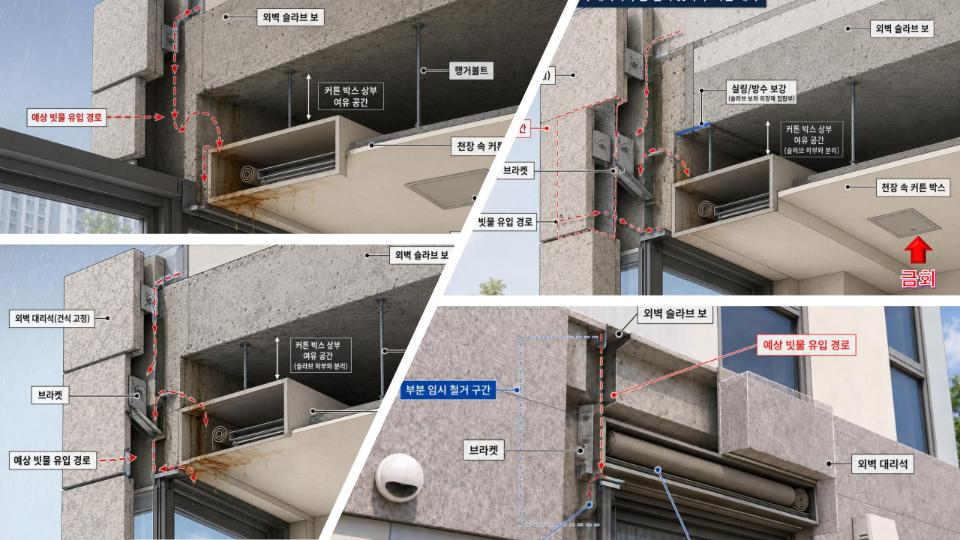 외벽 슬라브 보
행거볼트
커튼 박스 상부
여유 공간
예상 빗물 유입 경로
천장 속 커튼
외벽 슬라브 보
실링/방수 보강
(슬라브 보와 외장재 접합부)
커튼 박스 상부
여유 공간
(슬라브 하부와 분리)
브라켓
천장 속 커튼 박스
빗물 유입 경로
금회
외벽 슬라브 보
외벽 대리석(건식 고정)
커튼 박스 상부
여유 공간
(슬라브 하부와 분리)
브라켓
예상 빗물 유입 경로
외벽 슬라브 보
예상 빗물 유입 경로
부분 임시 철거 구간
브라켓
외벽 대리석